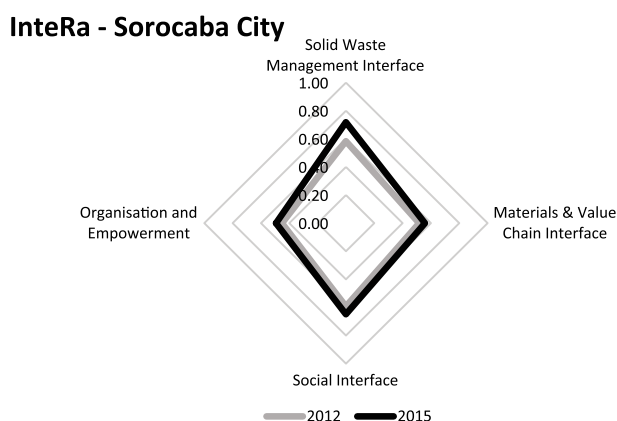 InteRa - Sorocaba City
Solid Waste
Management Interface
1.00
0.80
0.60
0.40
0.20
0.00
Organisation and
Empowerment
Materials & Value
Chain Interface
Social Interface
2012
2015